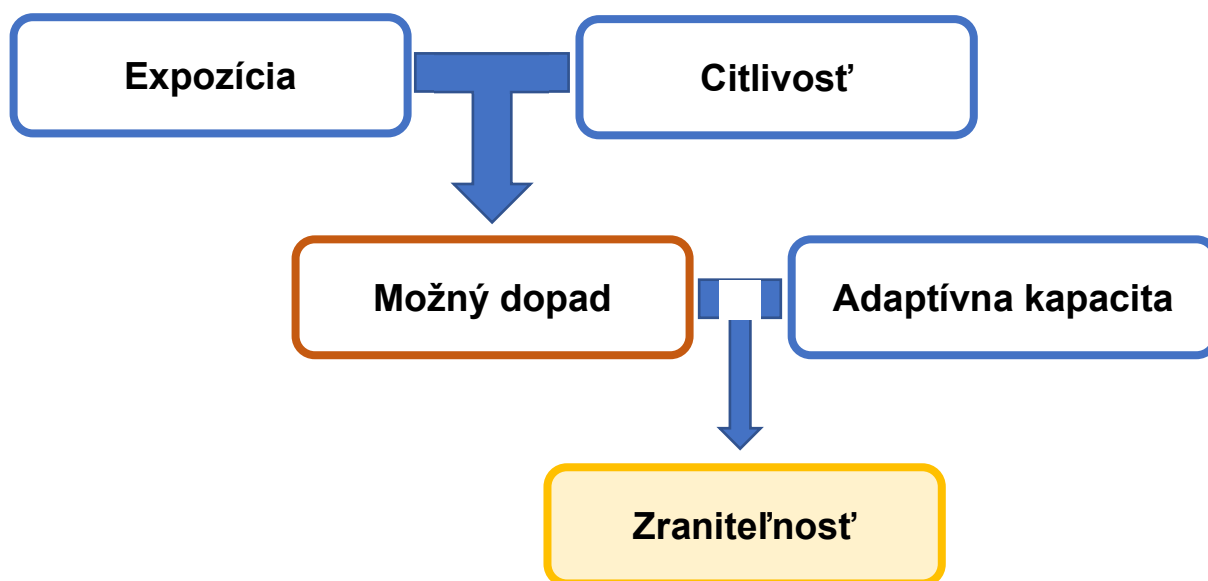 Expozícia
Citlivosť
Možný dopad
Adaptívna kapacita
Zraniteľnosť